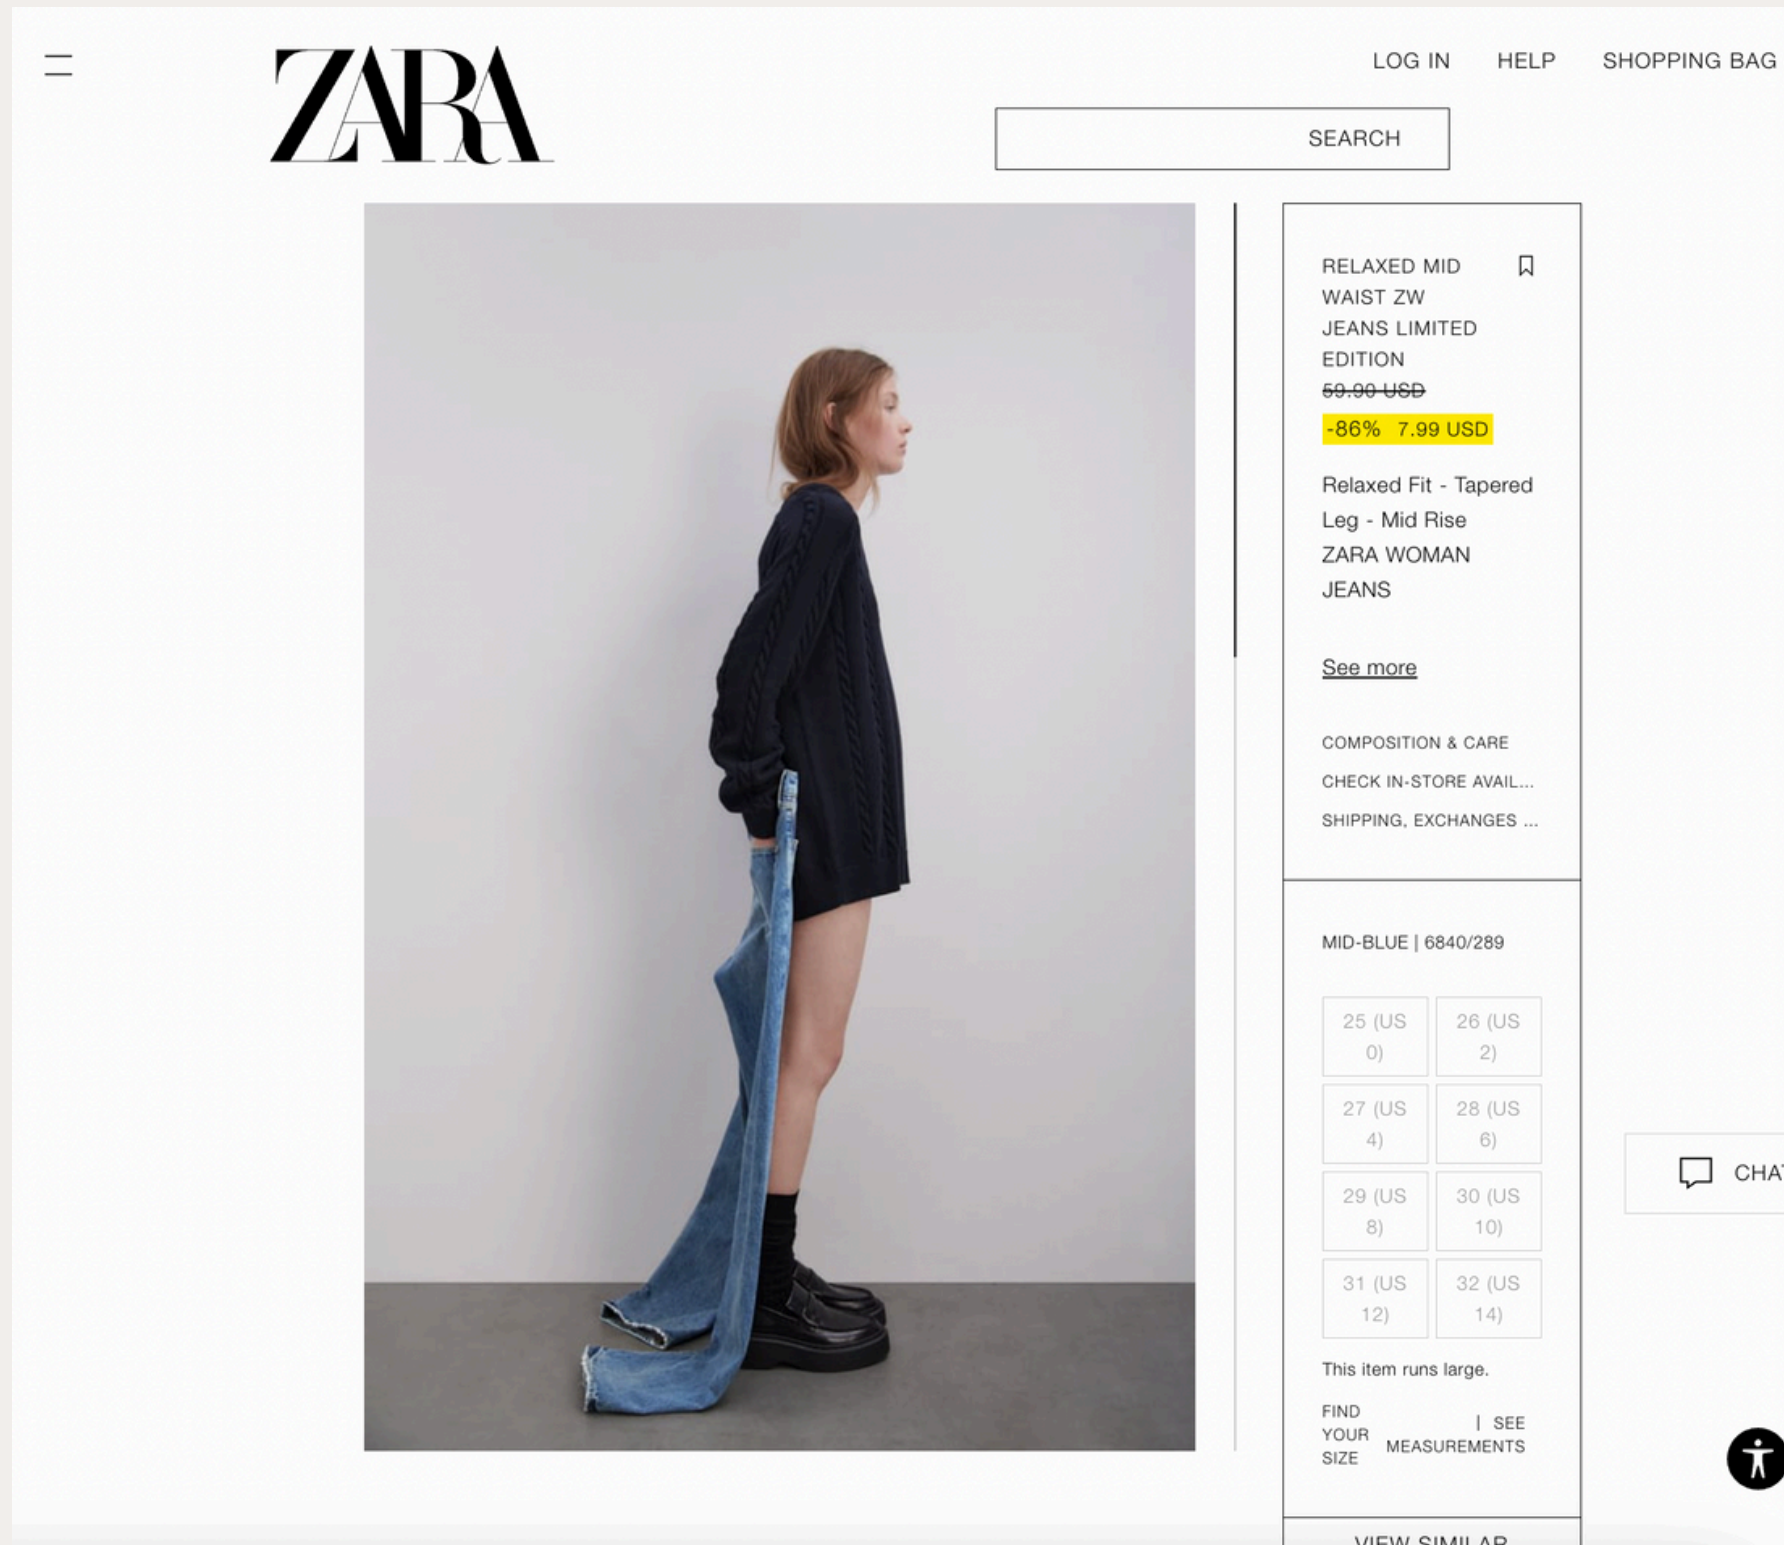 ZARA
LOG IN
HELP
SHOPPING BAG
SEARCH
RELAXED MID
WAIST ZW
JEANS LIMITED
EDITION
59.90 USD
-86% 7.99 USD
Relaxed Fit - Tapered
Leg - Mid Rise
ZARA WOMAN
JEANS
See more
COMPOSITION & CARE
CHECK IN-STORE AVAIL...
SHIPPING, EXCHANGES ...
MID-BLUE | 6840/289
25 (US
0)
26 (US
2)
27 (US
4)
28 (US
6)
29 (US
8)
30 (US
10)
31 (US
12)
32 (US
14)
This item runs large.
FIND
YOUR
SIZE
| SEE
MEASUREMENTS
VIEW SIMILAR